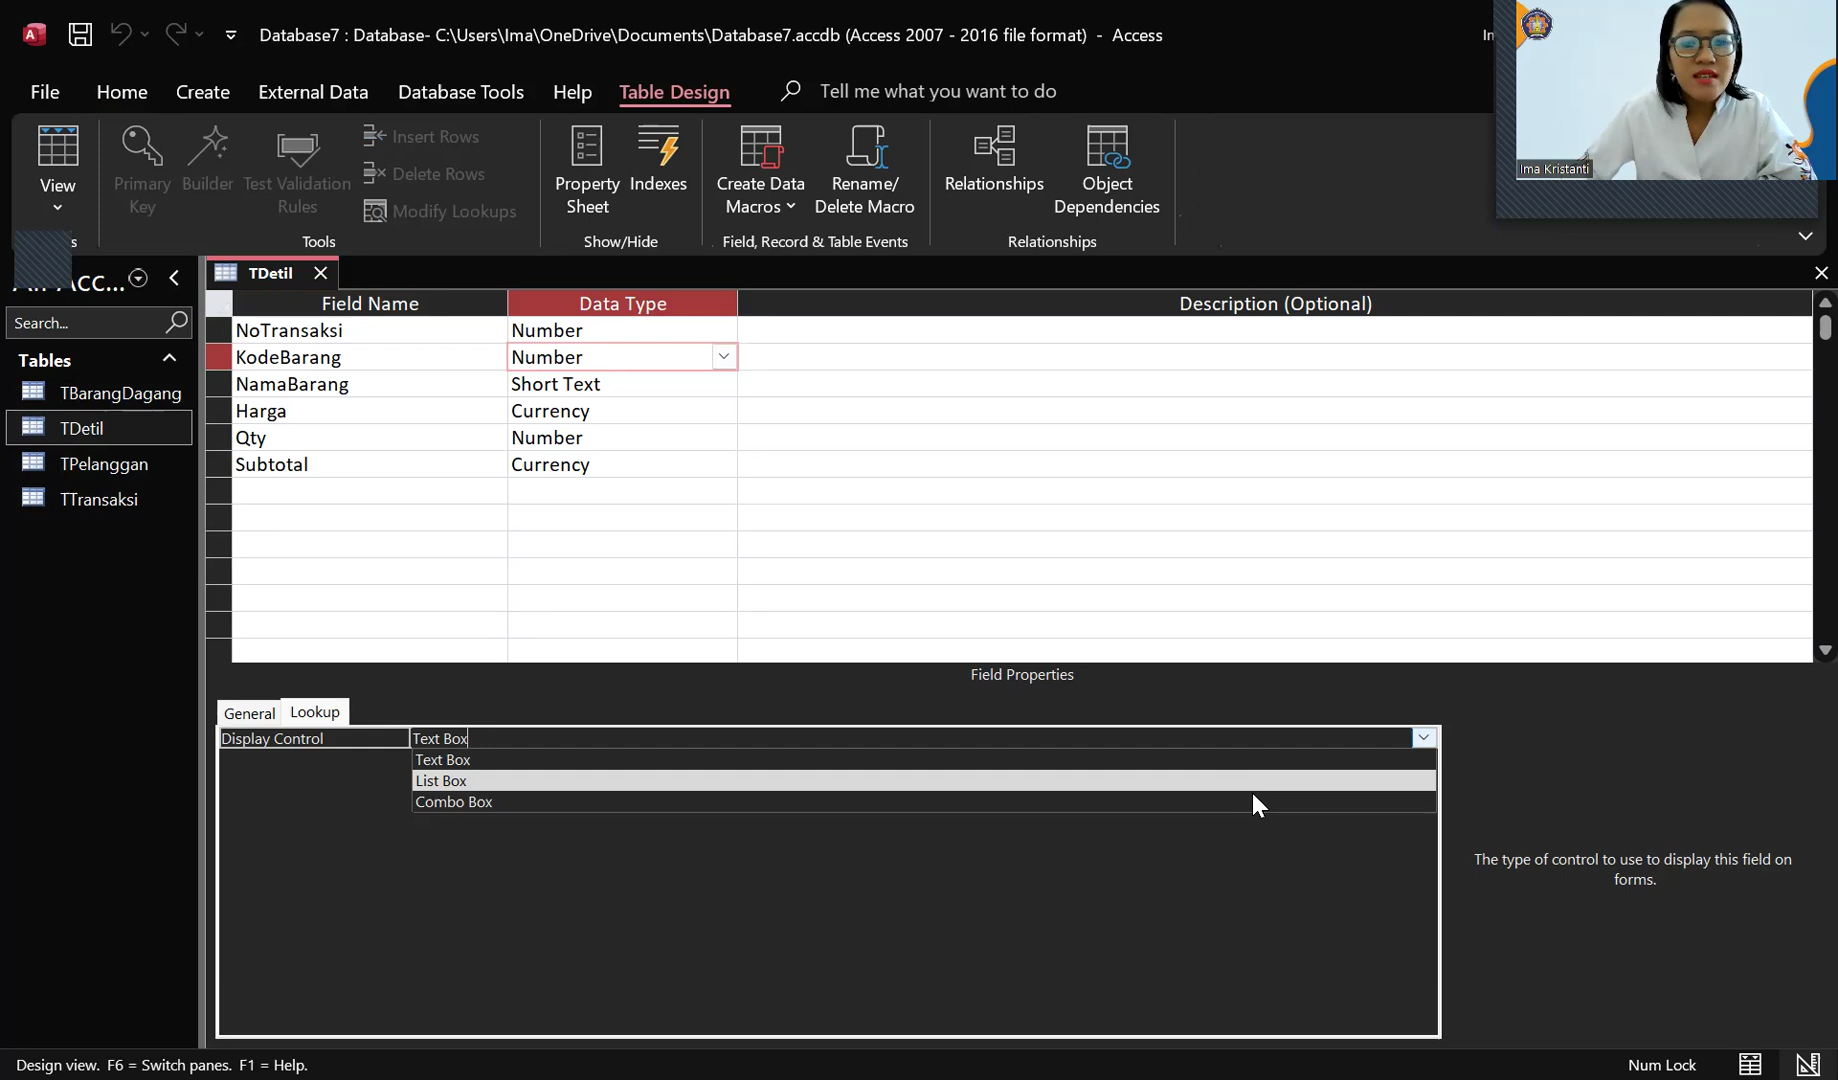 Database7 : Database- C:\Users\Ima\OneDrive\Documents\Database7.accdb (Access 2007 - 2016 file format) - Access
File Home Create External Data Database Tools Help Table Design Tell me what you want to do
View
Primary Key
Builder
Test Validation Rules
Insert Rows
Delete Rows
Modify Lookups
Tools
Property Sheet
Indexes
Show/Hide
Create Data Macros
Rename/ Delete Macro
Field, Record & Table Events
Relationships
Object Dependencies
Relationships
Ima Kristanti
Search...
Tables
TBarangDagang
TDetil
TPelanggan
TTransaksi
TDetil
Field Name Data Type Description (Optional)
NoTransaksi Number
KodeBarang Number
NamaBarang Short Text
Harga Currency
Qty Number
Subtotal Currency
Field Properties
General Lookup
Display Control Text Box
Text Box
List Box
Combo Box
The type of control to use to display this field on
forms.
Design view. F6 = Switch panes. F1 = Help.
Num Lock